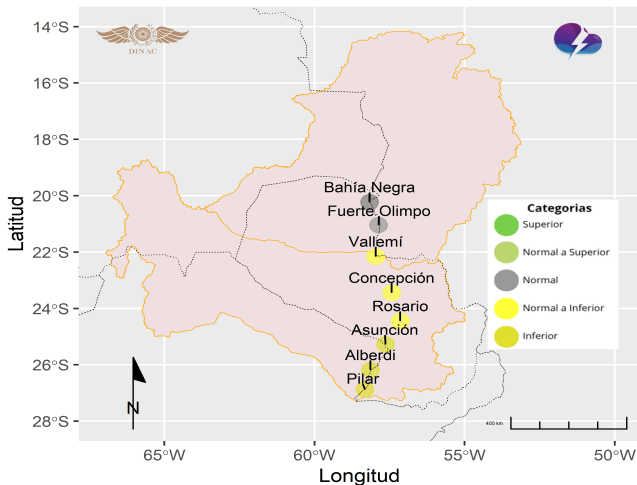 14°S
16°S
18°S
20°S
22°S
24°S
26°S
28°S
Latitud
DINAC
Bahía Negra
Fuerte Olimpo
Vallemí
Concepción
Rosario
Asunción
Alberdi
Pilar
Categorias
Superior
Normal a Superior
Normal
Normal a Inferior
Inferior
N
400 km
65°W
60°W
55°W
50°W
Longitud